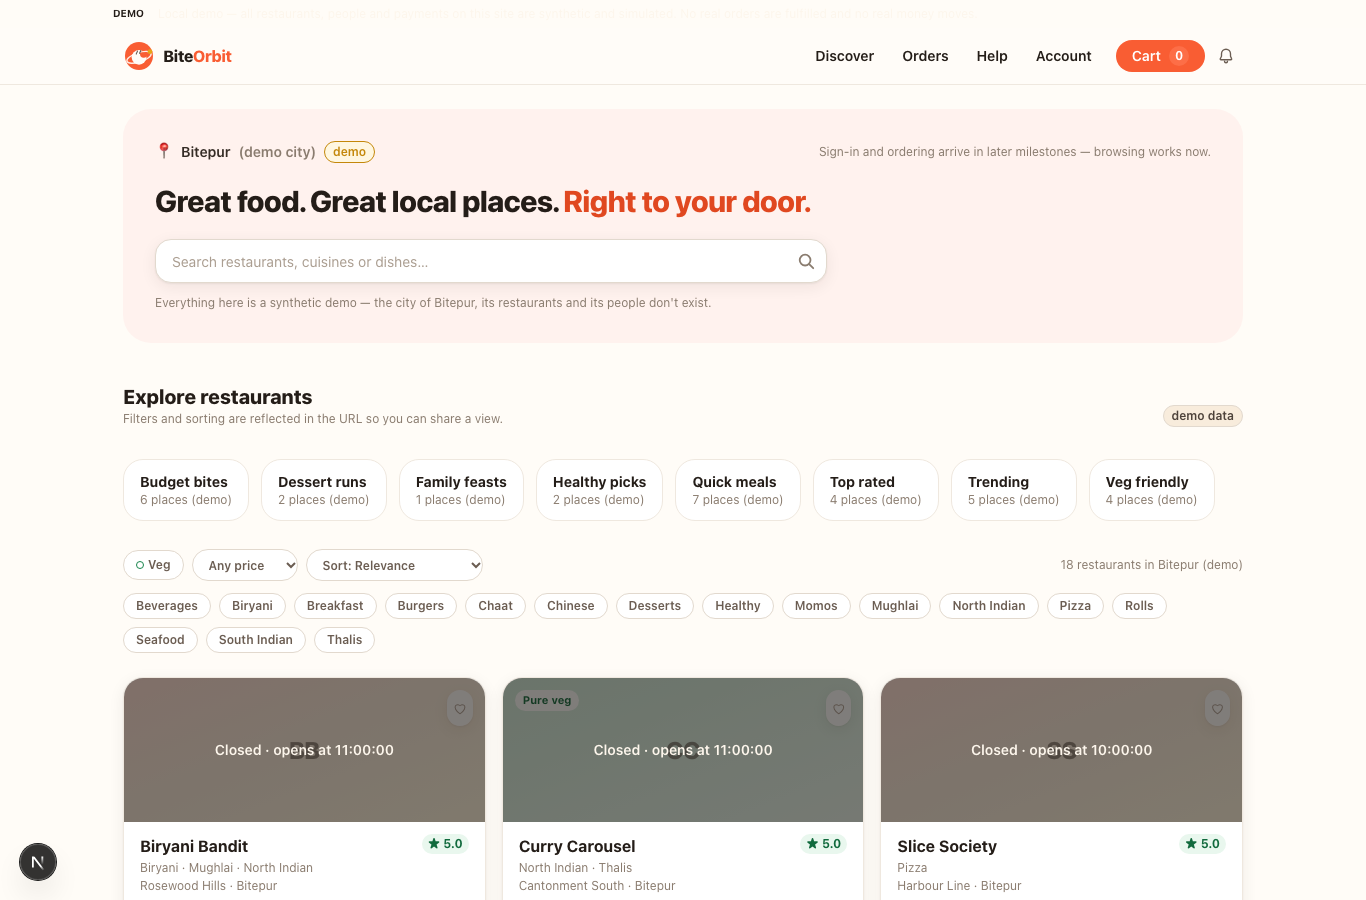 DEMO
BiteOrbit
Discover
Orders
Help
Account
Cart 0
Bitepur (demo city) demo
Sign-in and ordering arrive in later milestones — browsing works now.
Great food. Great local places. Right to your door.
Search restaurants, cuisines or dishes...
Everything here is a synthetic demo — the city of Bitepur, its restaurants and its people don't exist.
Explore restaurants
Filters and sorting are reflected in the URL so you can share a view.
demo data
Budget bites
6 places (demo)
Dessert runs
2 places (demo)
Family feasts
1 places (demo)
Healthy picks
2 places (demo)
Quick meals
7 places (demo)
Top rated
4 places (demo)
Trending
5 places (demo)
Veg friendly
4 places (demo)
Veg
Any price
Sort: Relevance
18 restaurants in Bitepur (demo)
Beverages
Biryani
Breakfast
Burgers
Chaat
Chinese
Desserts
Healthy
Momos
Mughlai
North Indian
Pizza
Rolls
Seafood
South Indian
Thalis
BB
Closed · opens at 11:00:00
Pure veg
Closed · opens at 11:00:00
Closed · opens at 10:00:00
Biryani Bandit
5.0
Biryani · Mughlai · North Indian
Rosewood Hills · Bitepur
Curry Carousel
5.0
North Indian · Thalis
Cantonment South · Bitepur
Slice Society
5.0
Pizza
Harbour Line · Bitepur
N